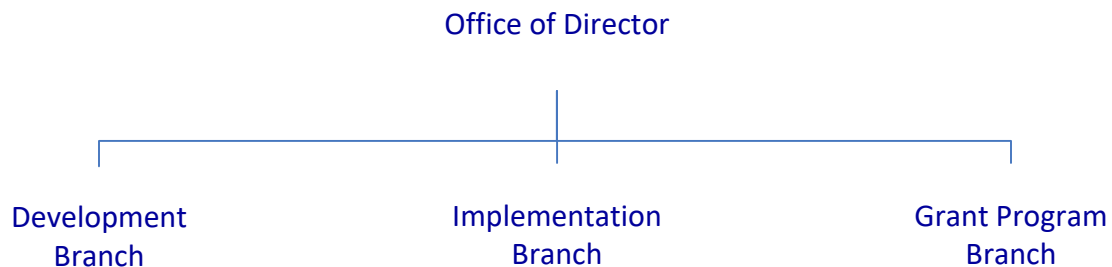 Office of Director
Development
Branch
Implementation
Branch
Grant Program
Branch